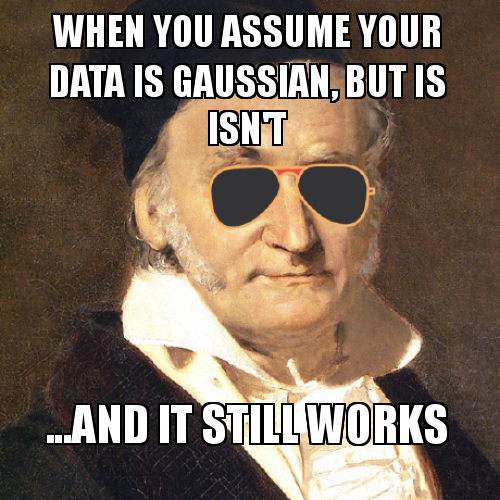 WHEN YOU ASSUME YOUR
DATA IS GAUSSIAN, BUT IS
ISN'T
...AND IT STILL WORKS